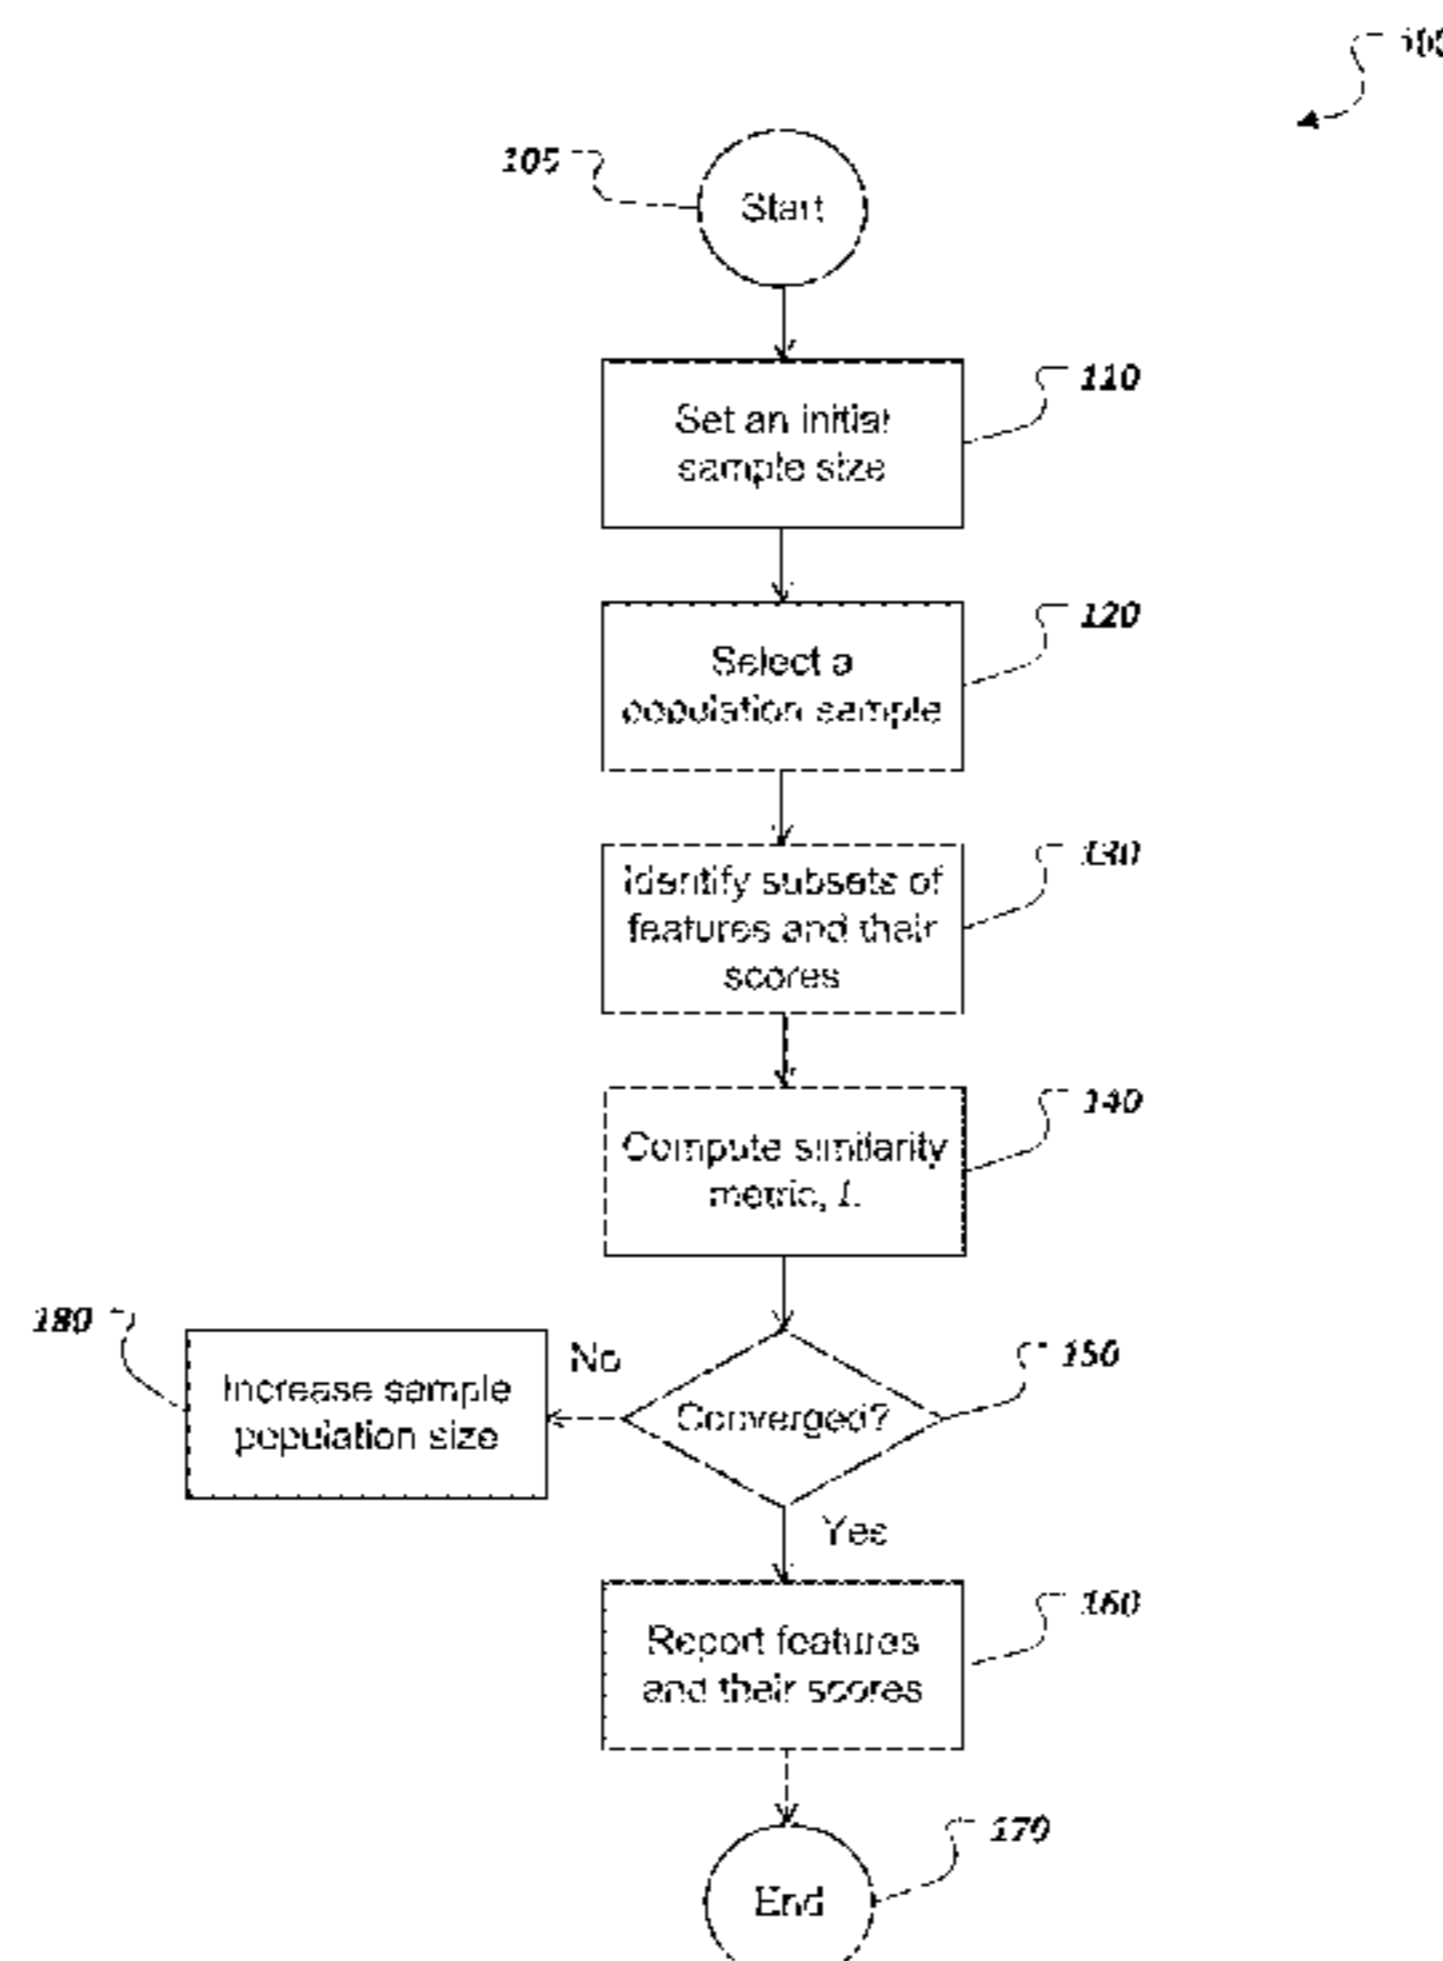 105
Start
110
Set an initial
sample size
120
Select a
population sample
130
Identify subsets of
features and their
scores
140
Compute similarity
metric, L
180
Increase sample
population size
No
Converged?
150
Yes
160
Report features
and their scores
170
End